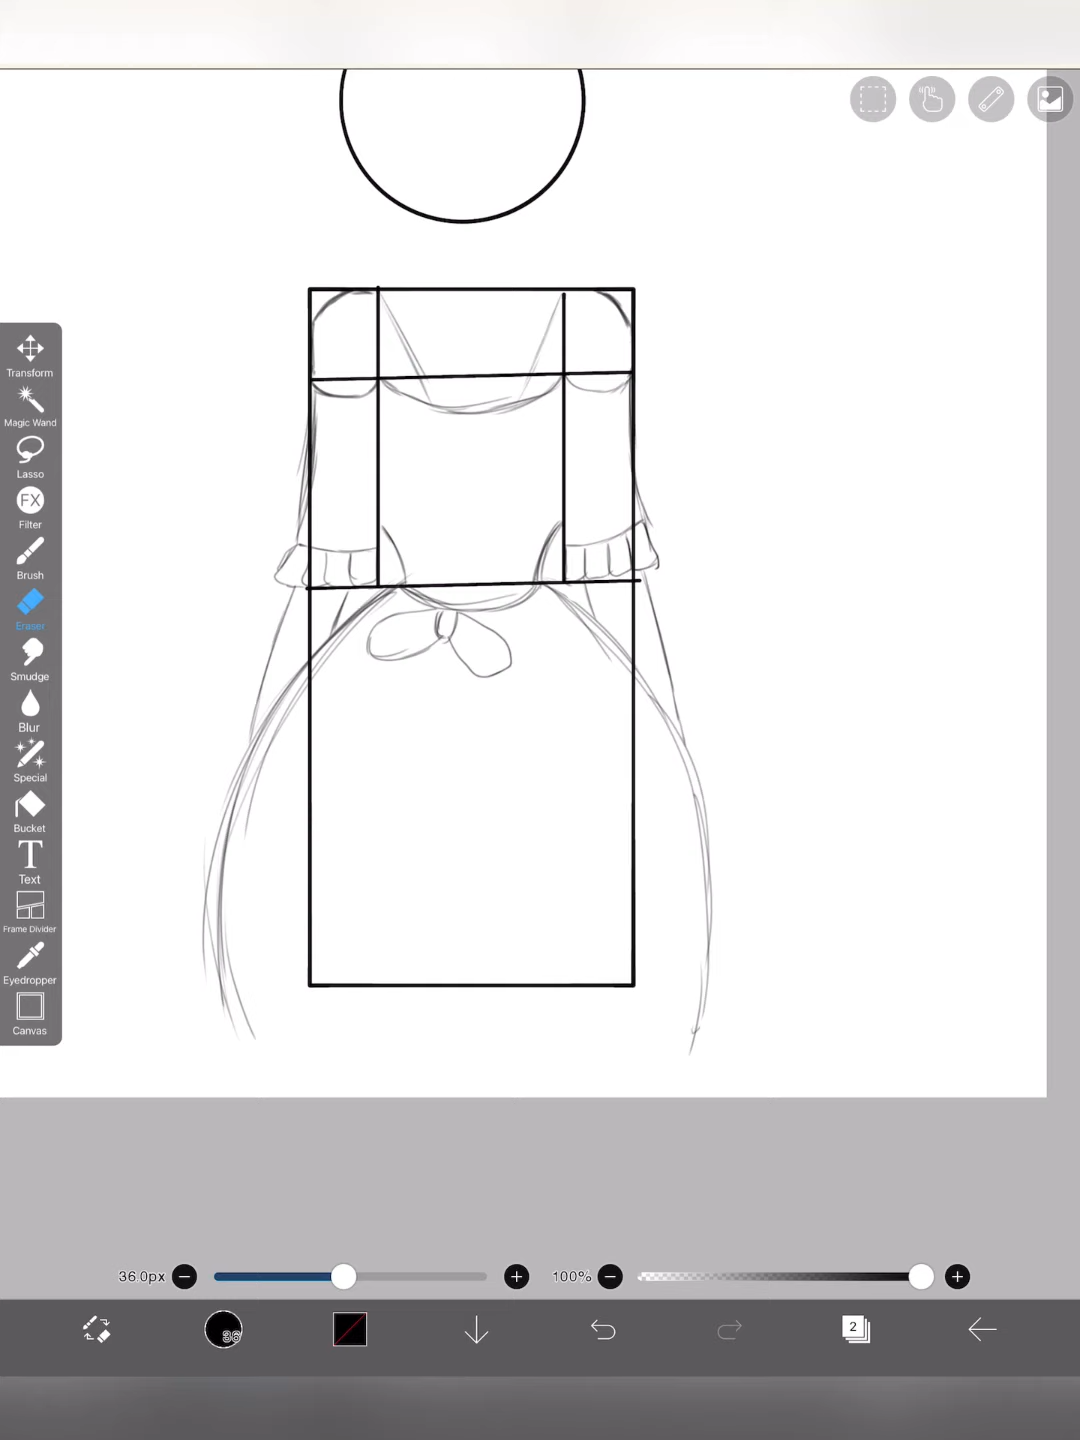 Transform
Magic Wand
Lasso
FX
Filter
Brush
Eraser
Smudge
Blur
Special
Bucket
T
Text
Frame Divider
Eyedropper
Canvas
36.0px
100%
36
2